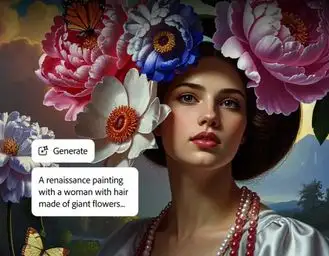 Generate
A renaissance painting
with a woman with hair
made of giant flowers...